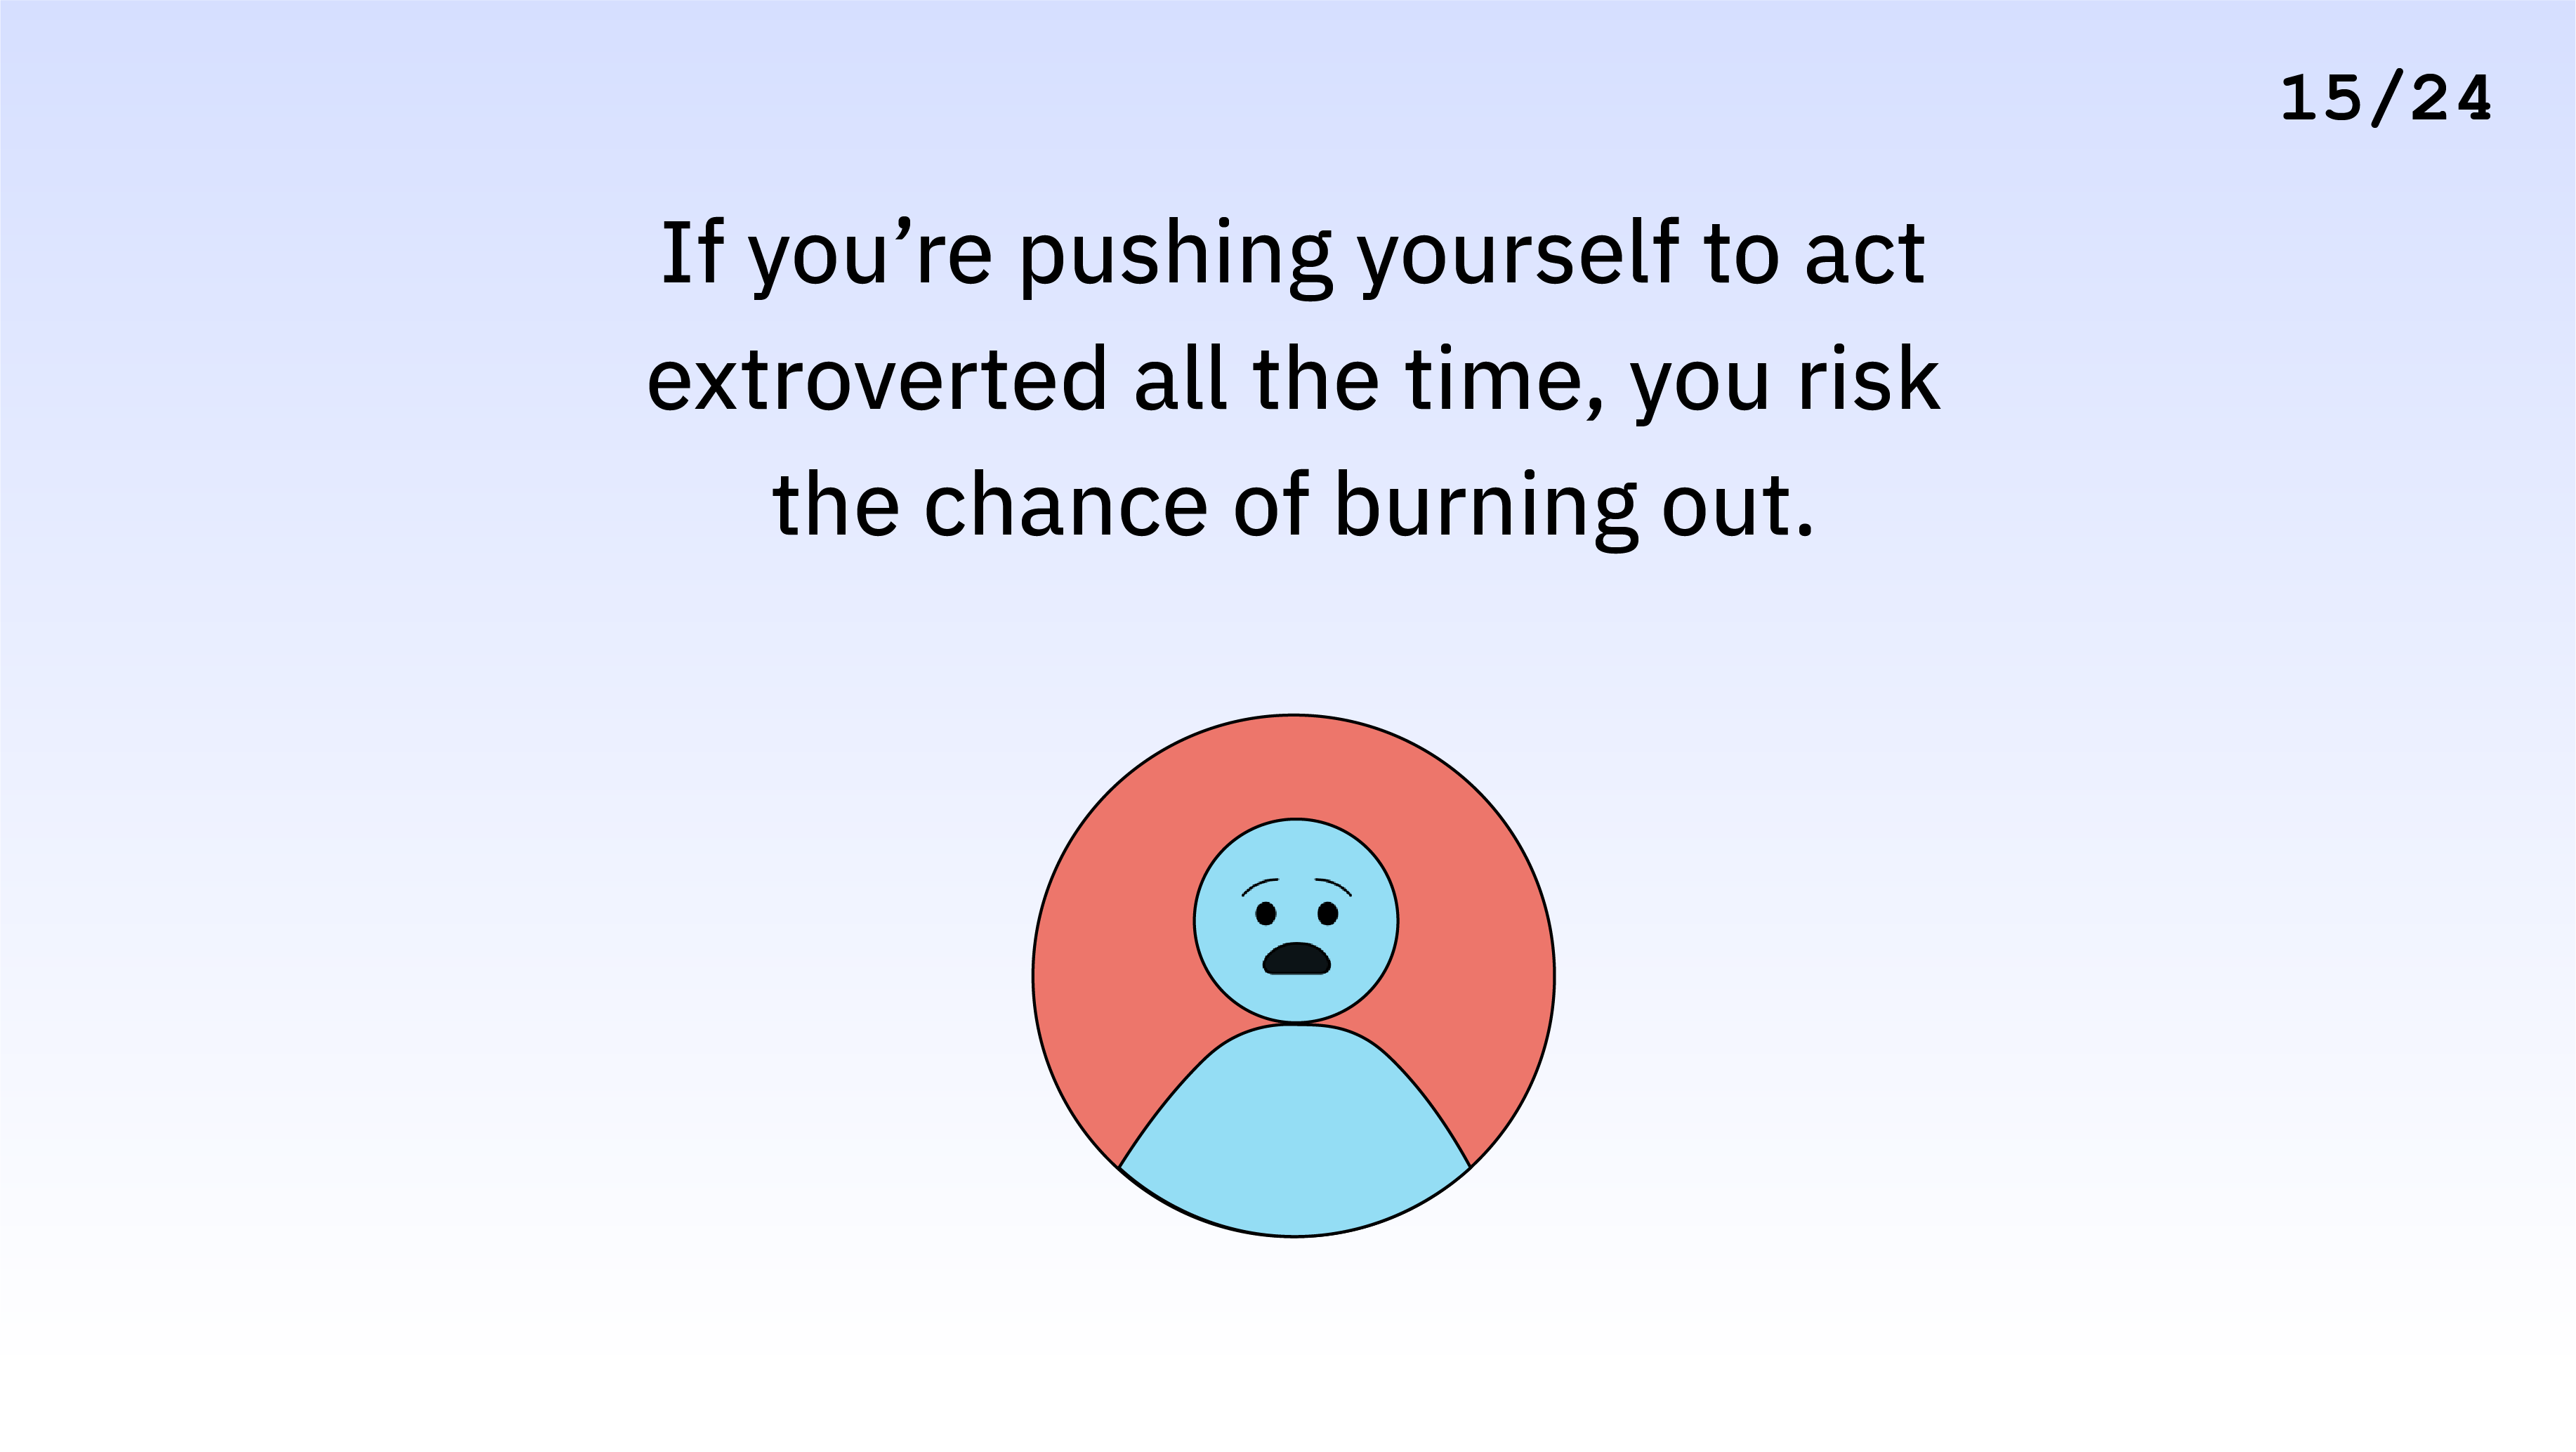 15/24
If you’re pushing yourself to act
extroverted all the time, you risk
the chance of burning out.